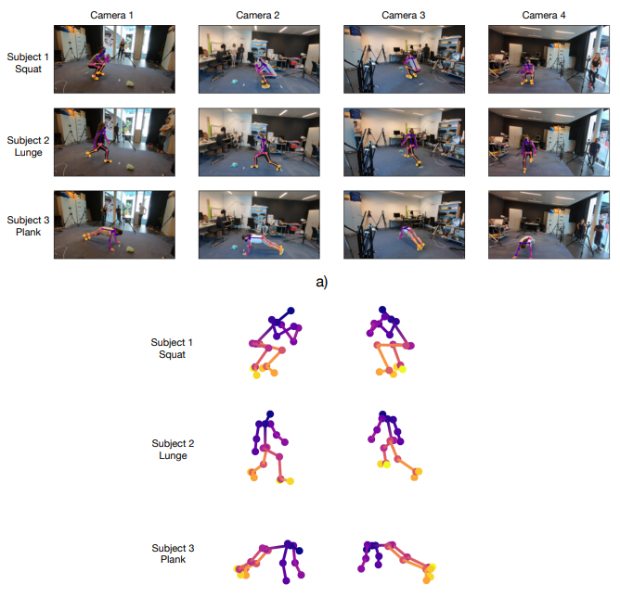 Camera 1
Camera 2
Camera 3
Camera 4
Subject 1
Squat
Subject 2
Lunge
Subject 3
Plank
a)
Subject 1
Squat
Subject 2
Lunge
Subject 3
Plank